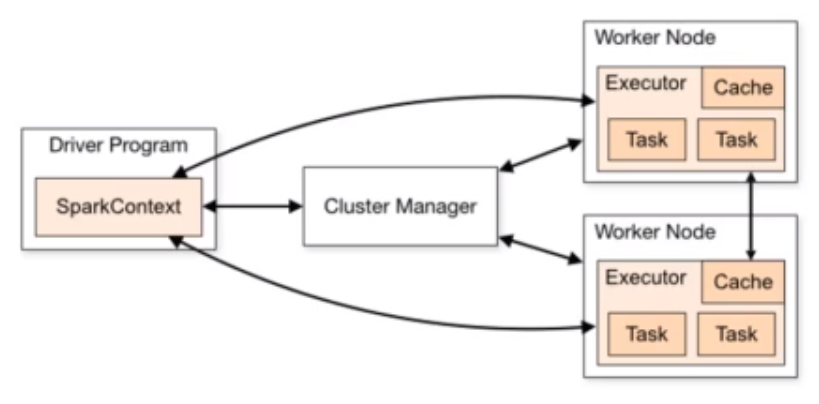 Driver Program
SparkContext
Cluster Manager
Worker Node
Executor
Cache
Task
Task
Worker Node
Executor
Cache
Task
Task